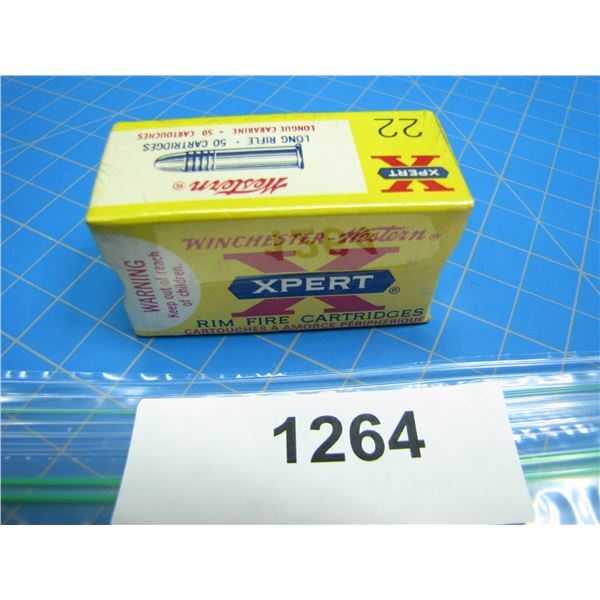 22
X
XPERT
LONG RIFLE · 50 CARTRIDGES
LONGUE CARABINE · 50 CARTOUCHES
Western ®
WINCHESTER-Western ®
X
XPERT ®
RIM FIRE CARTRIDGES
CARTOUCHES À AMORCE PÉRIPHÉRIQUE
WARNING
Keep out of reach
of children.
1264